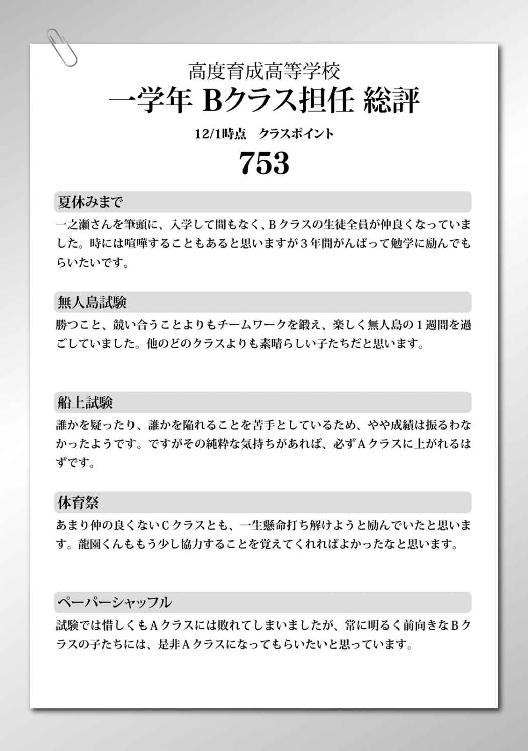 高度育成高等学校
一学年 Bクラス担任 総評
12/1時点 クラスポイント
753
夏休みまで
一之瀬さんを筆頭に、入学して間もなく、Bクラスの生徒全員が仲良くなっていま
した。時には喧嘩することもあると思いますが３年間がんばって勉学に励んでも
らいたいです。
無人島試験
勝つこと、競い合うことよりもチームワークを鍛え、楽しく無人島の１週間を過
ごしていました。他のどのクラスよりも素晴らしい子たちだと思います。
船上試験
誰かを疑ったり、誰かを陥れることを苦手としているため、やや成績は振るわな
かったようです。ですがその純粋な気持ちがあれば、必ずAクラスに上がれるは
ずです。
体育祭
あまり仲の良くないCクラスとも、一生懸命打ち解けようと励んでいたと思いま
す。龍園くんももう少し協力することを覚えてくれればよかったなと思います。
ペーパーシャッフル
試験では惜しくもAクラスには敗れてしまいましたが、常に明るく前向きなBク
ラスの子たちには、是非Aクラスになってもらいたいと思っています。